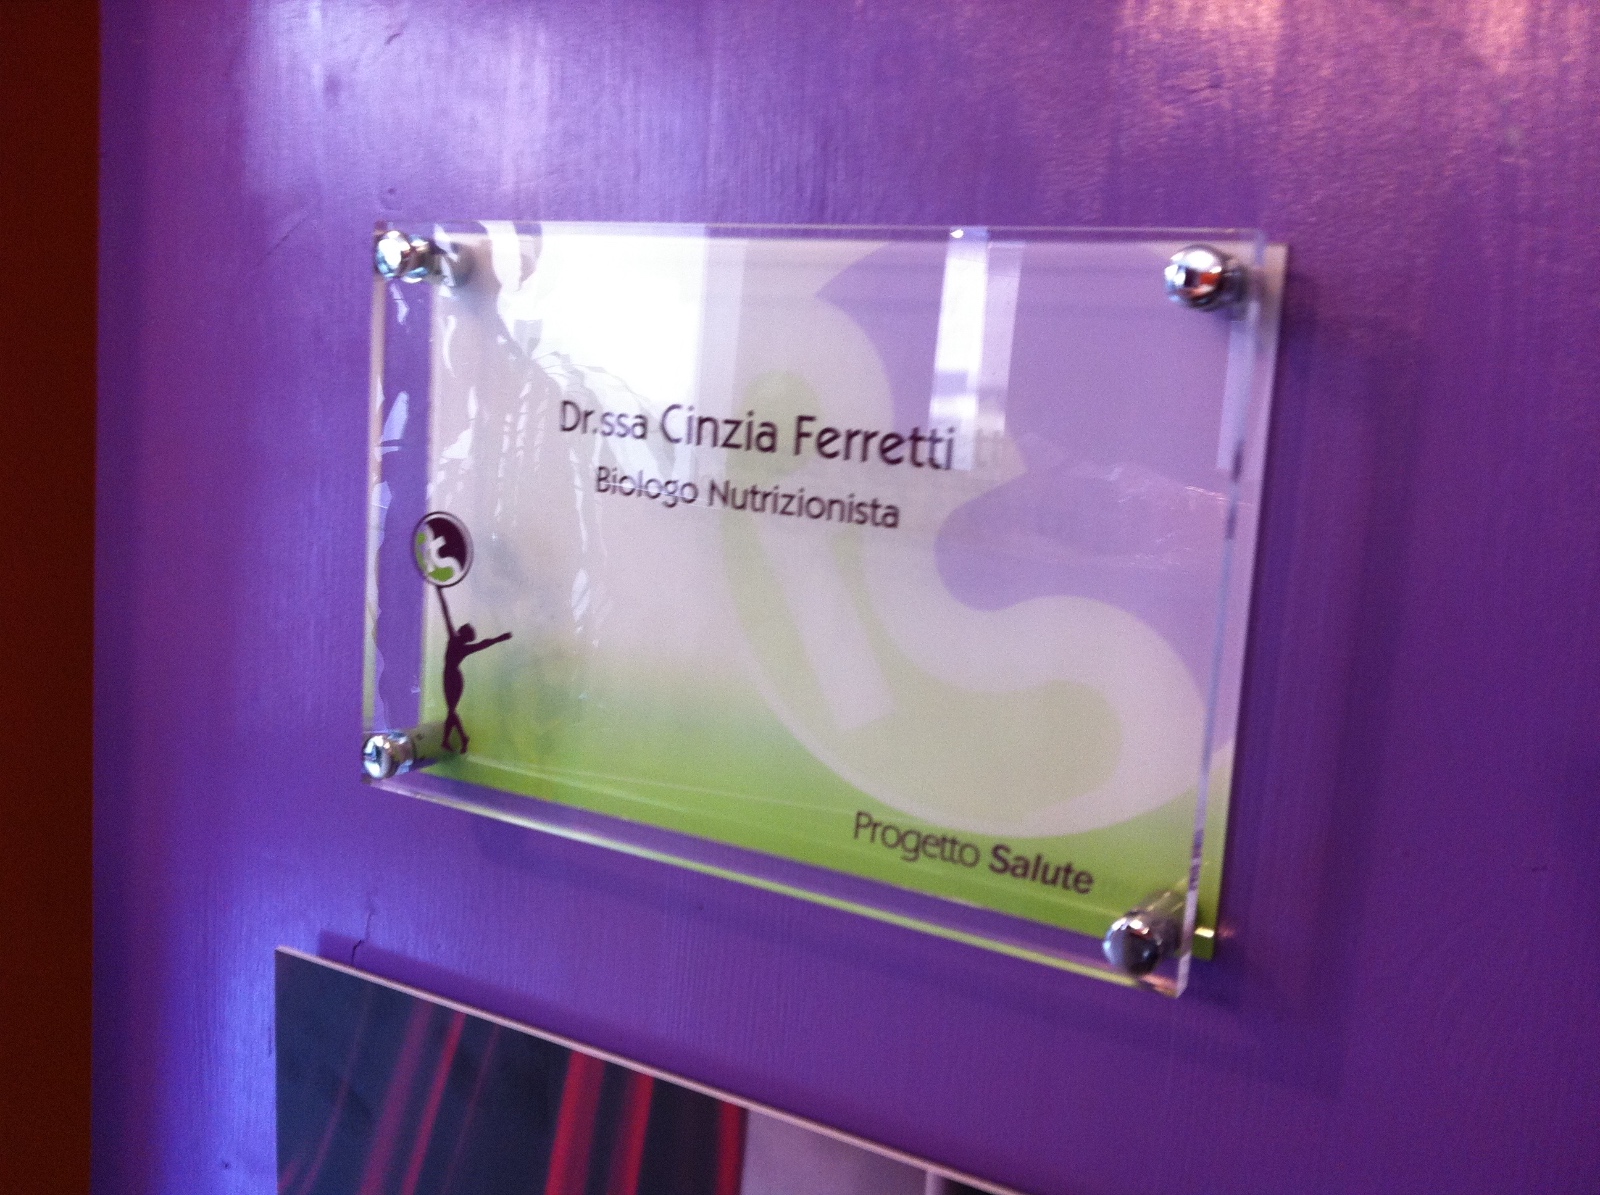 Dr.ssa Cinzia Ferretti
Biologo Nutrizionista
Progetto Salute